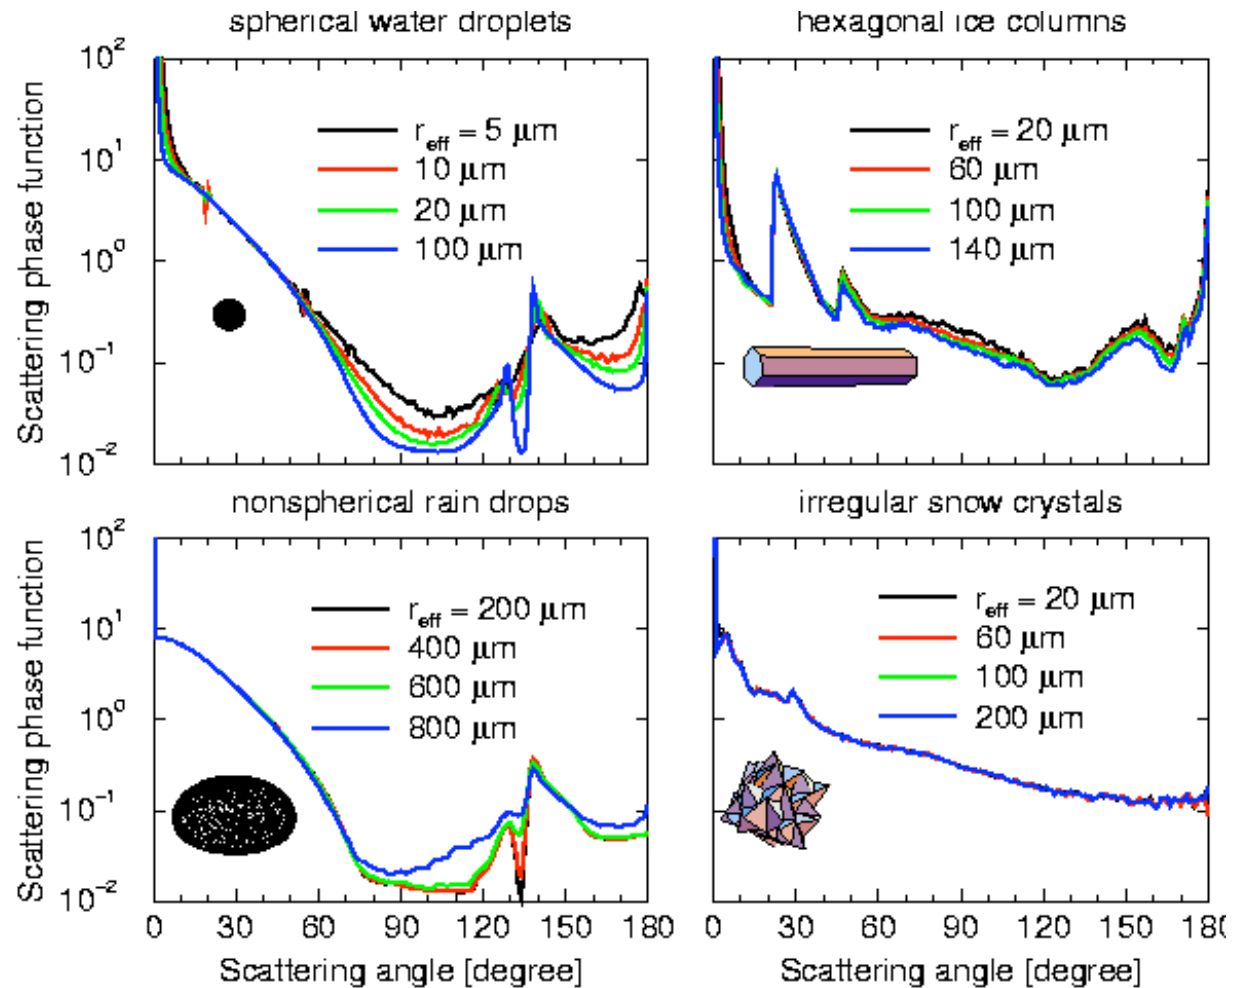 spherical water droplets
hexagonal ice columns
Scattering phase function
10²
10¹
10⁰
10⁻¹
10⁻²
r_eff = 5 μm
10 μm
20 μm
100 μm
r_eff = 20 μm
60 μm
100 μm
140 μm
nonspherical rain drops
irregular snow crystals
Scattering phase function
10²
10¹
10⁰
10⁻¹
10⁻²
r_eff = 200 μm
400 μm
600 μm
800 μm
r_eff = 20 μm
60 μm
100 μm
200 μm
0 30 60 90 120 150 180
0 30 60 90 120 150 180
Scattering angle [degree]
Scattering angle [degree]